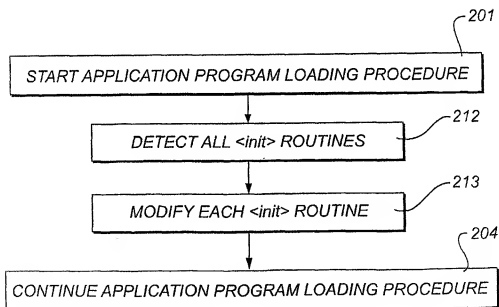 201
START APPLICATION PROGRAM LOADING PROCEDURE
212
DETECT ALL <init> ROUTINES
213
MODIFY EACH <init> ROUTINE
204
CONTINUE APPLICATION PROGRAM LOADING PROCEDURE